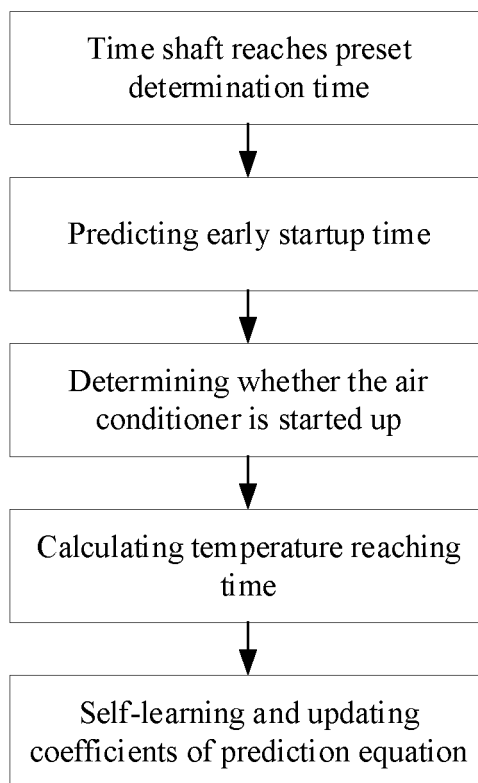 Time shaft reaches preset
determination time
Predicting early startup time
Determining whether the air
conditioner is started up
Calculating temperature reaching
time
Self-learning and updating
coefficients of prediction equation